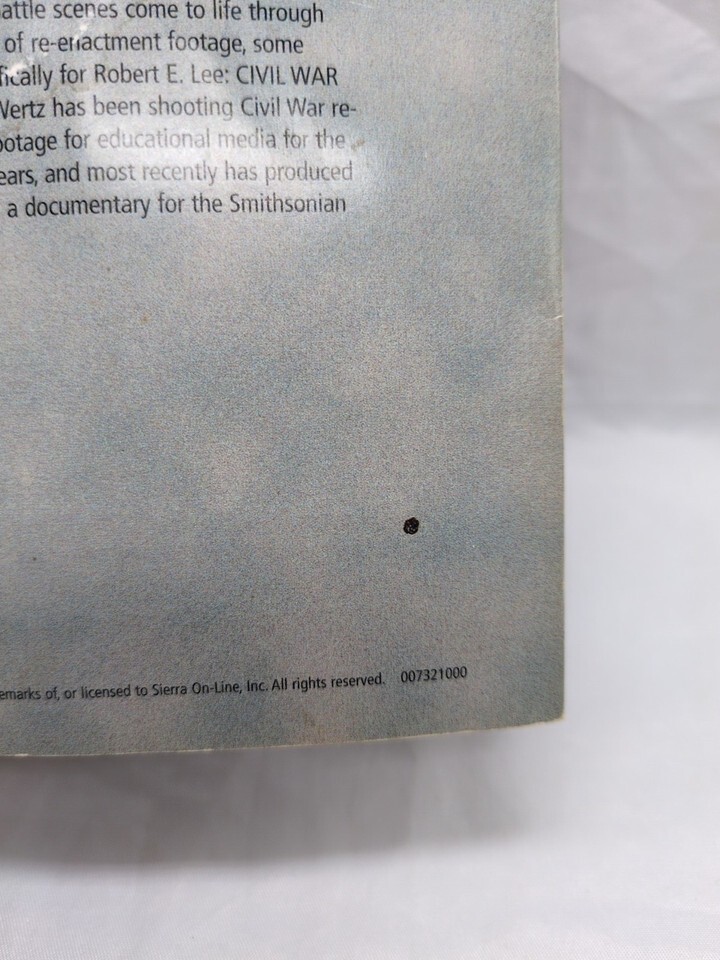 attle scenes come to life through
of re-enactment footage, some
fically for Robert E. Lee: CIVIL WAR
Wertz has been shooting Civil War re-
ootage for educational media for the
ears, and most recently has produced
a documentary for the Smithsonian
emarks of, or licensed to Sierra On-Line, Inc. All rights reserved. 007321000